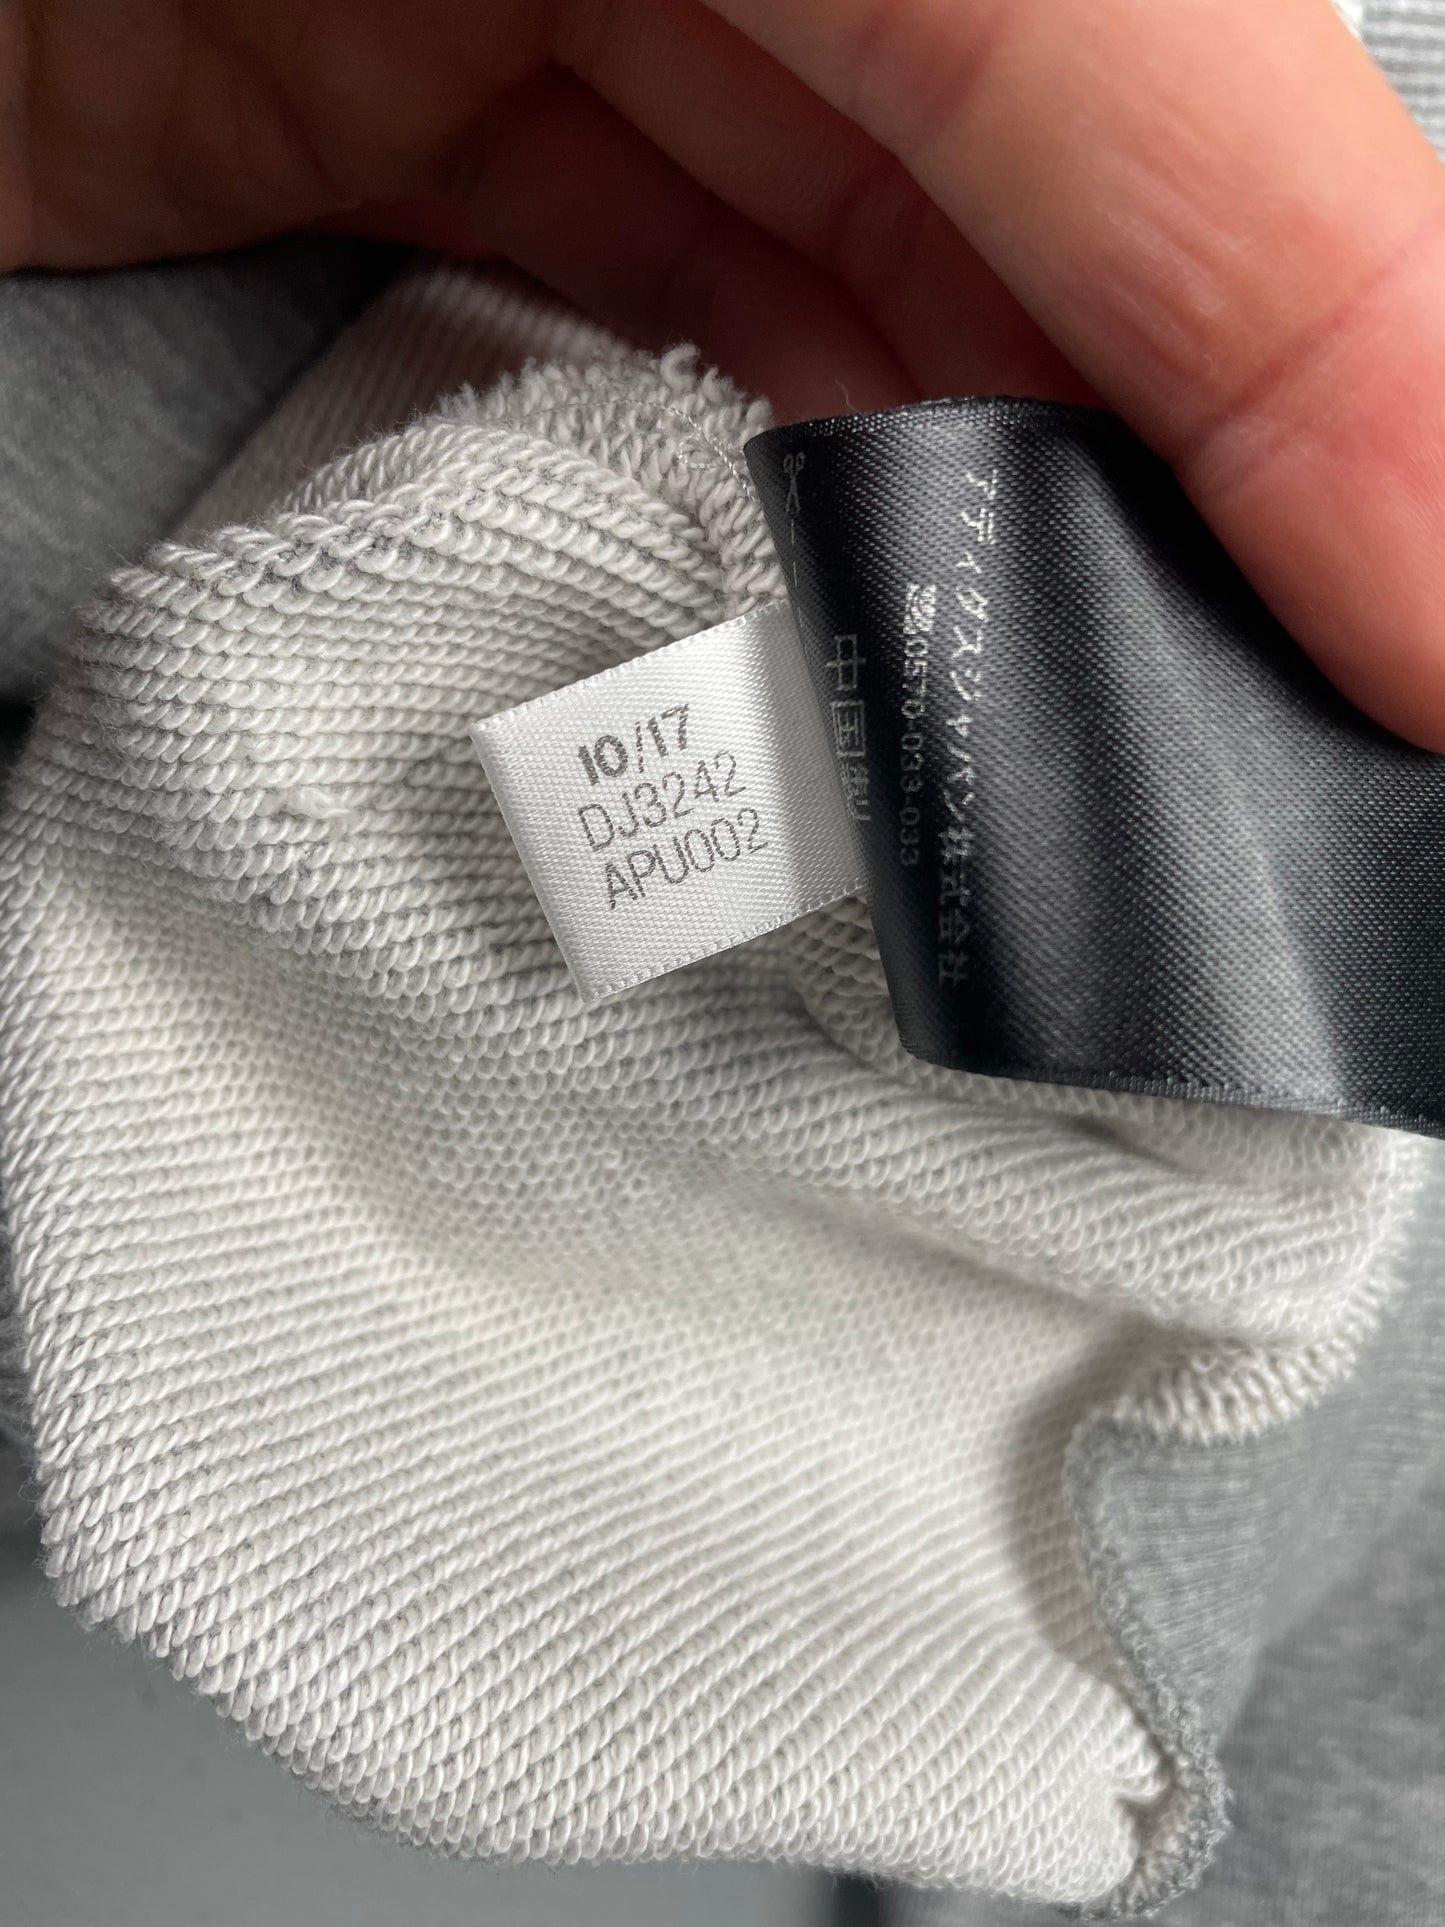 10/17
DJ3242
APU002
アディダスジャパン株式会社
☎0570-033-033
中国製